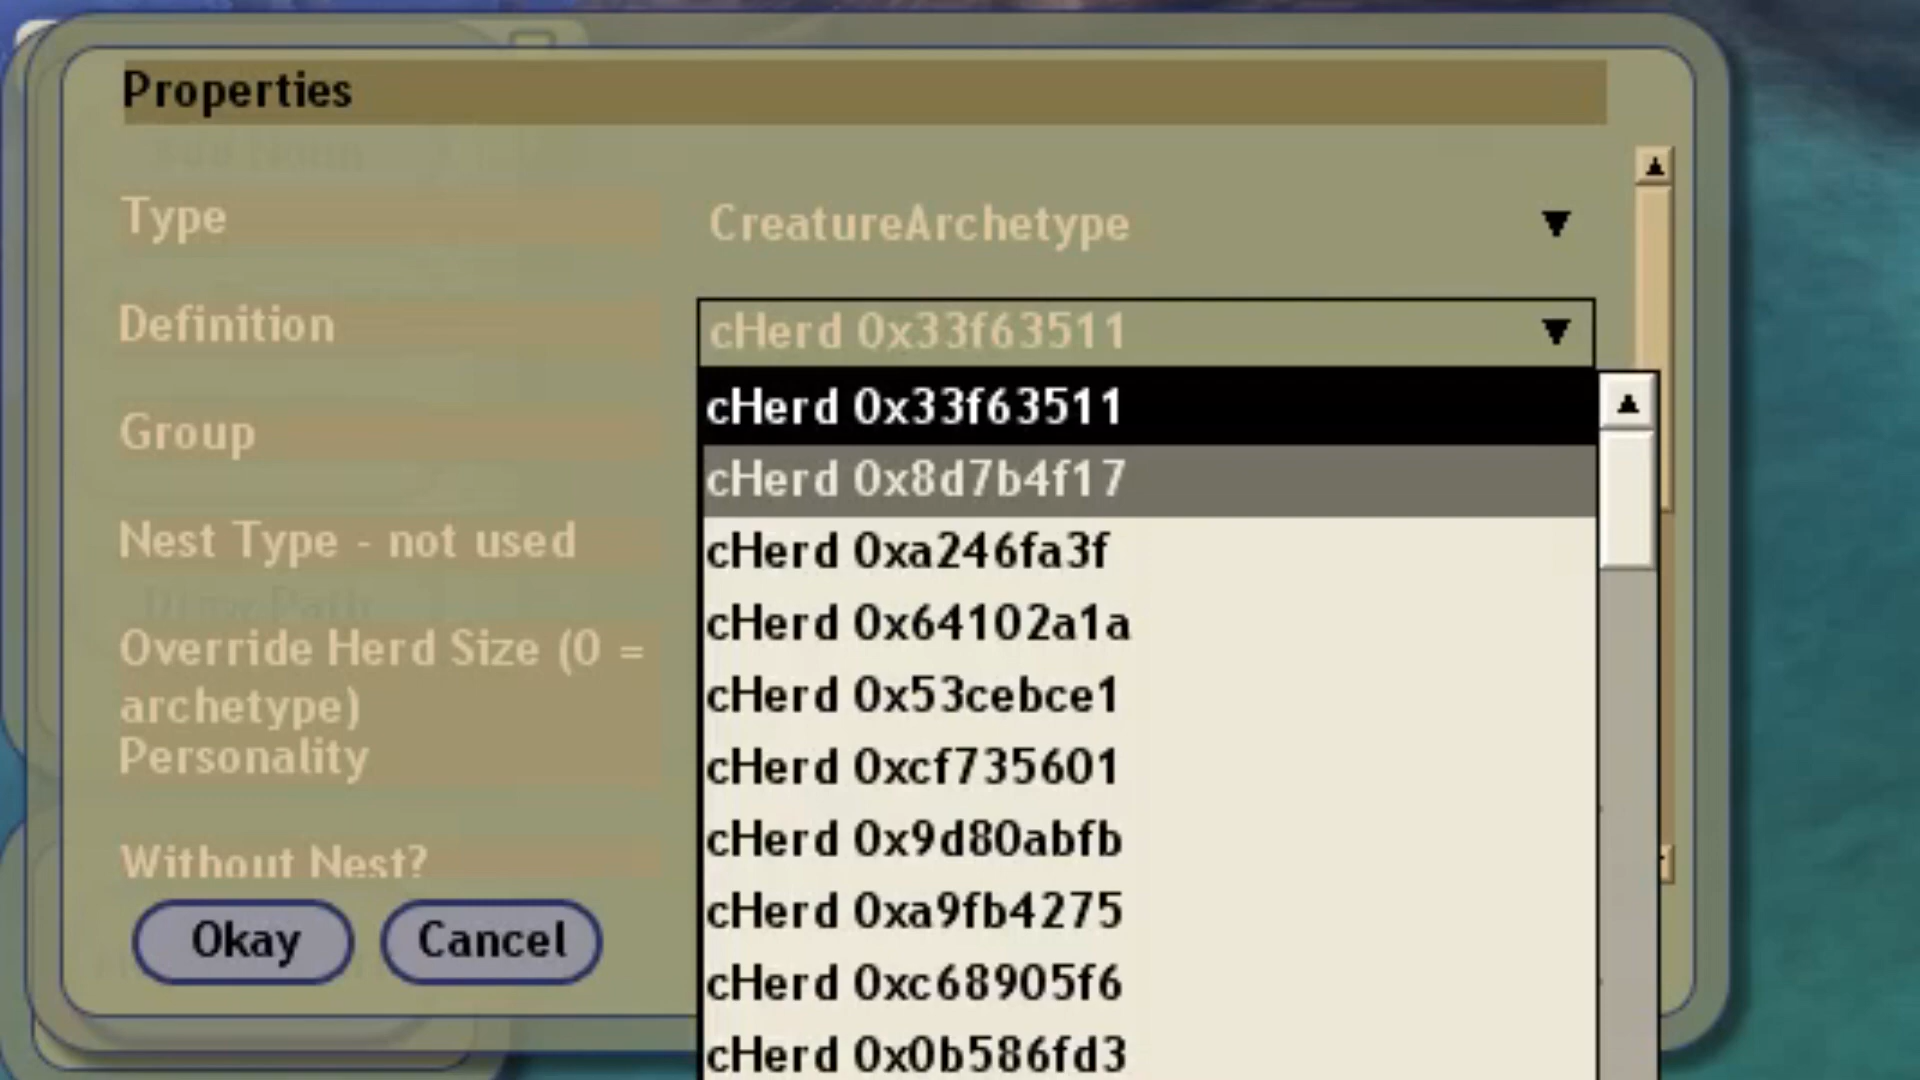 Properties
Type
CreatureArchetype
Definition
cHerd 0x33f63511
Group
Nest Type - not used
Override Herd Size (0 =
archetype)
Personality
Without Nest?
Okay
Cancel
cHerd 0x33f63511
cHerd 0x8d7b4f17
cHerd 0xa246fa3f
cHerd 0x64102a1a
cHerd 0x53cebce1
cHerd 0xcf735601
cHerd 0x9d80abfb
cHerd 0xa9fb4275
cHerd 0xc68905f6
cHerd 0x0b586fd3
Draw Path